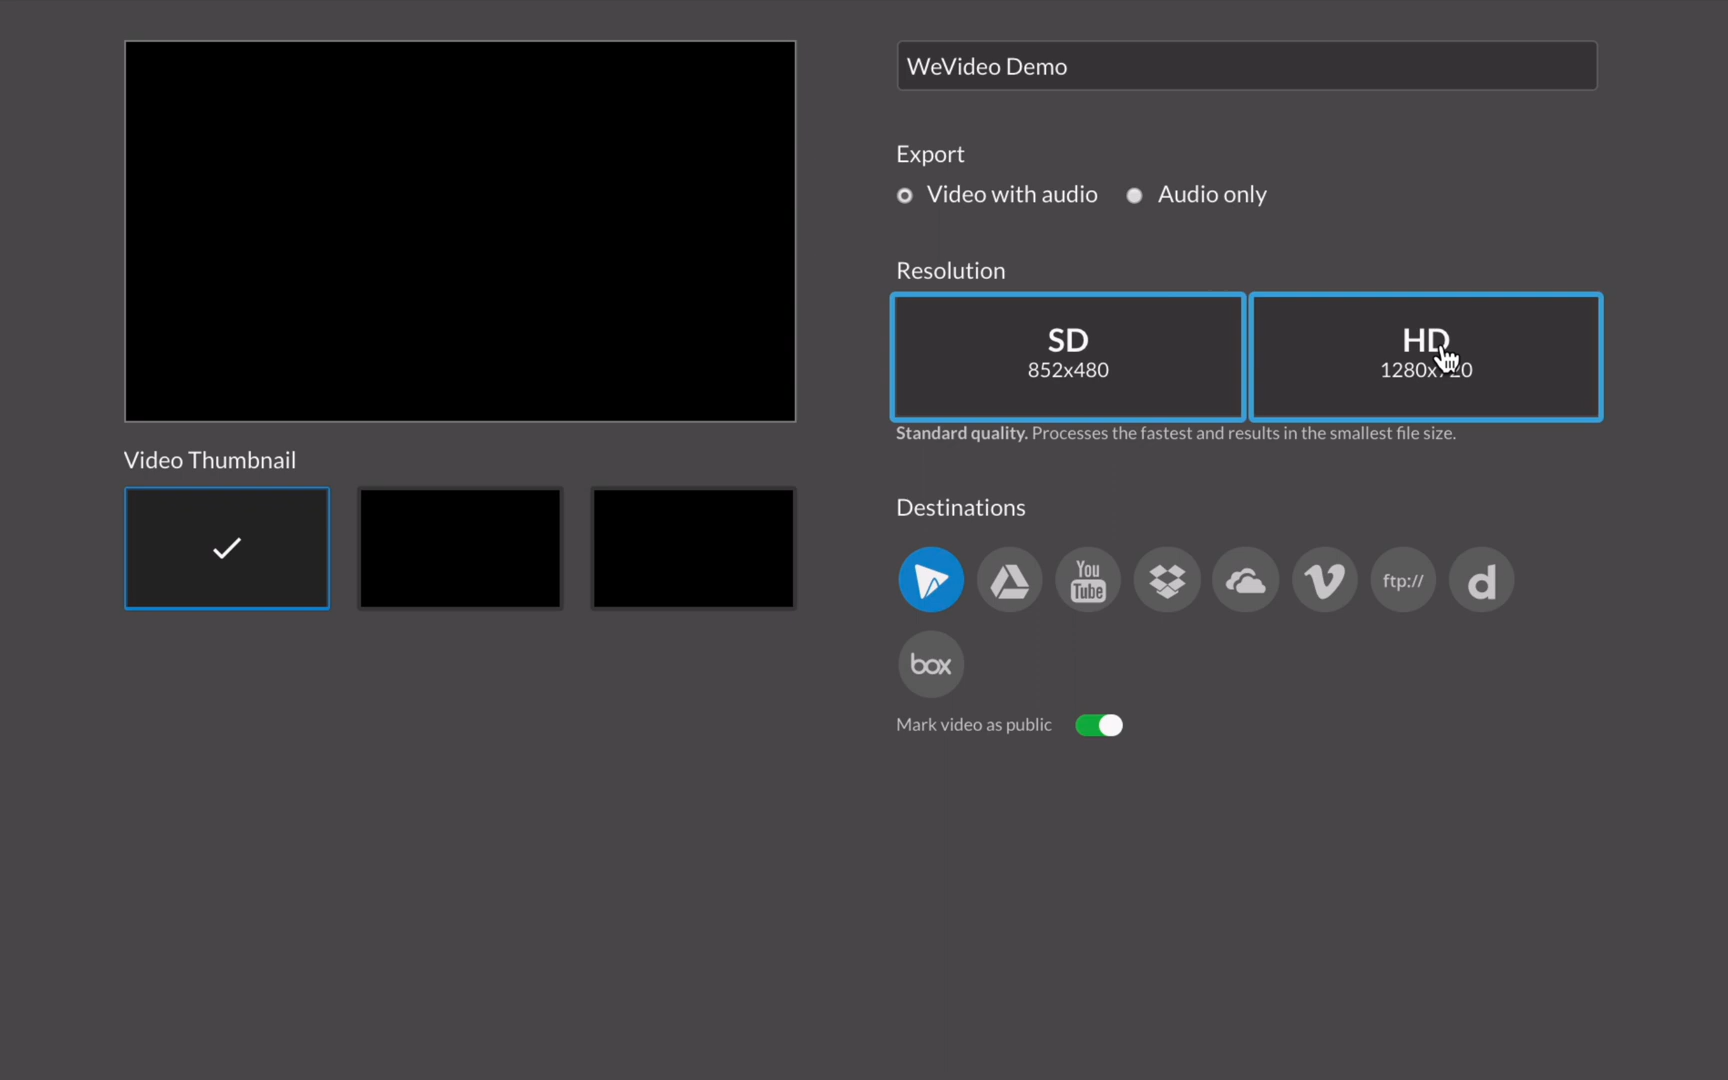 WeVideo Demo
Export
Video with audio
Audio only
Resolution
SD
852x480
HD
1280x720
Standard quality. Processes the fastest and results in the smallest file size.
Video Thumbnail
Destinations
You
Tube
ftp://
d
box
Mark video as public